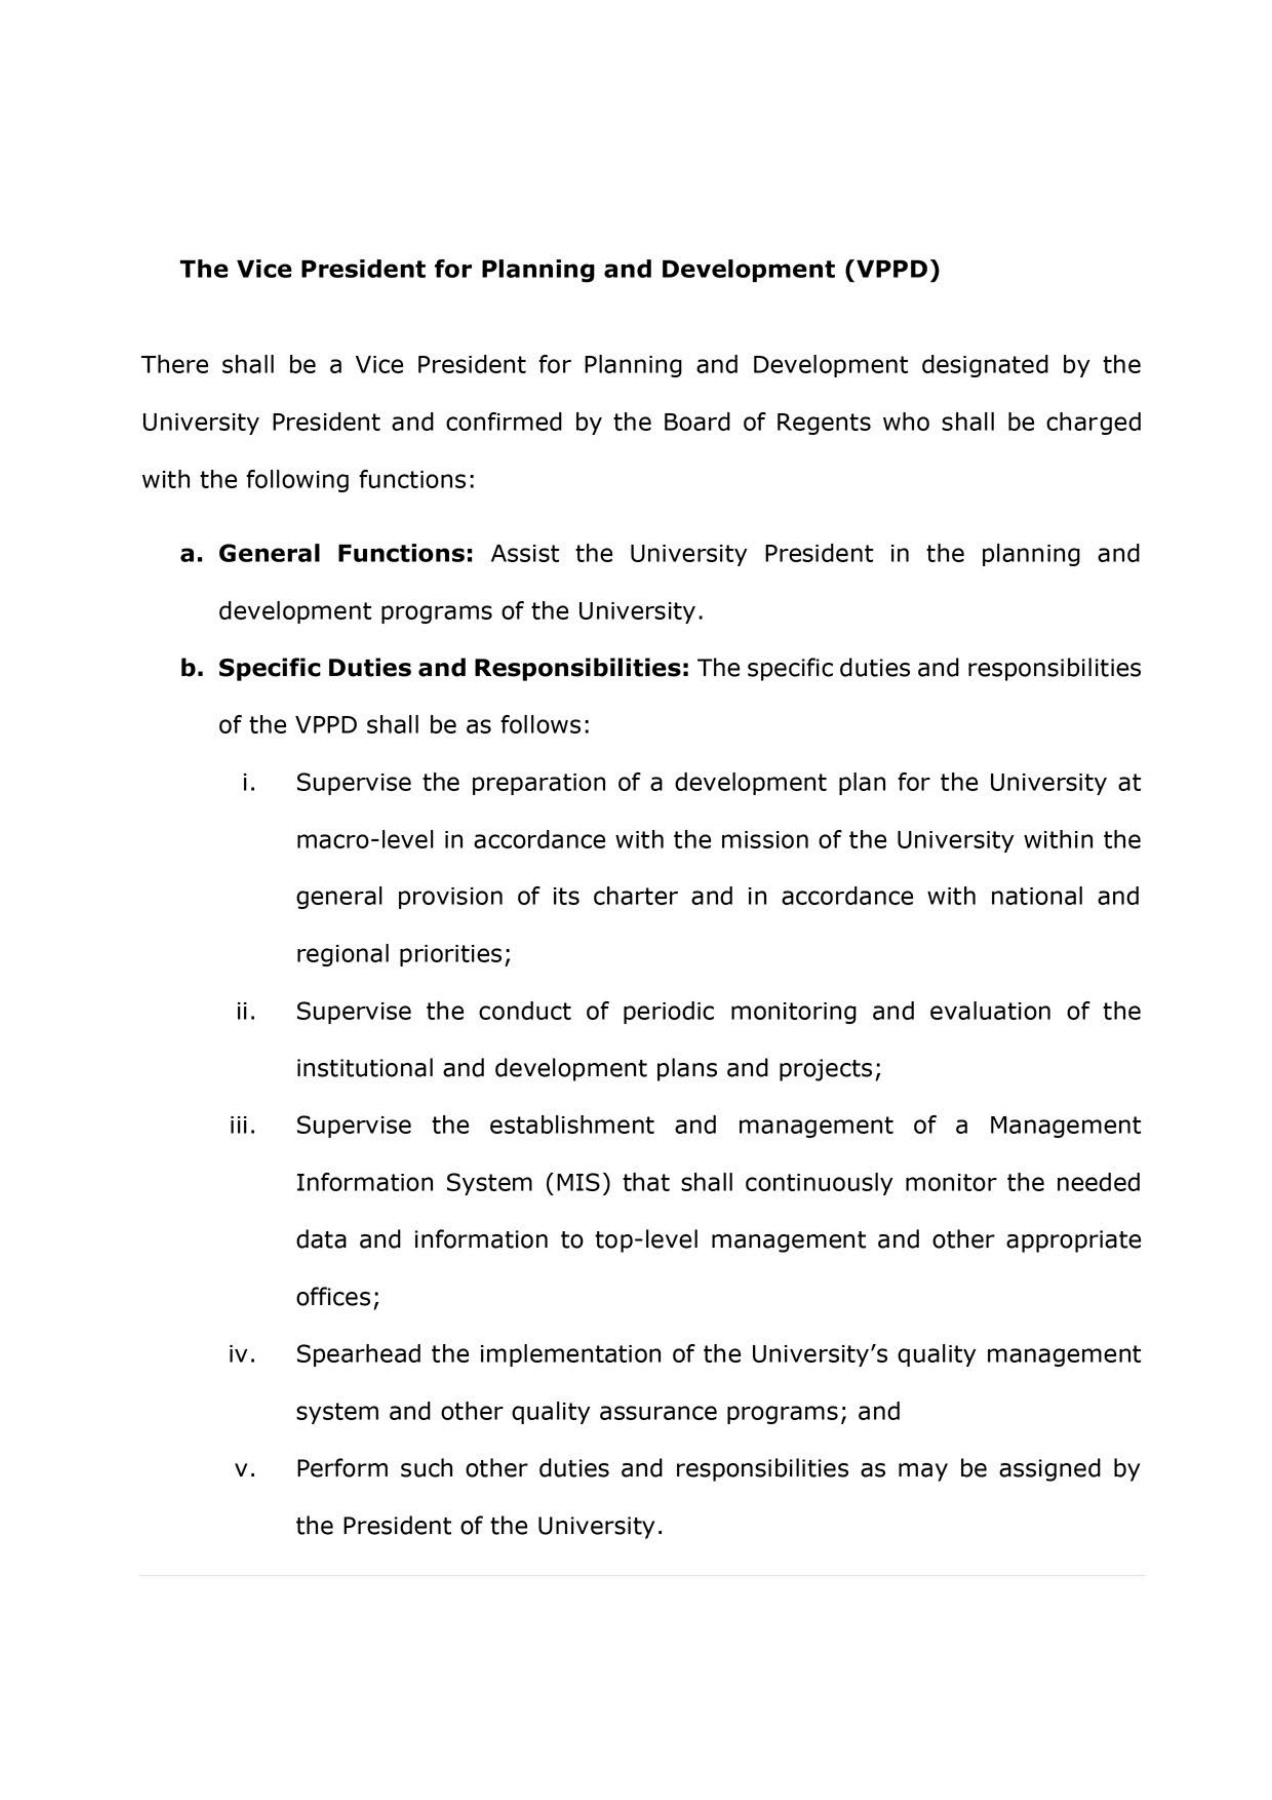 The Vice President for Planning and Development (VPPD)
There shall be a Vice President for Planning and Development designated by the
University President and confirmed by the Board of Regents who shall be charged
with the following functions:
a. General Functions: Assist the University President in the planning and
development programs of the University.
b. Specific Duties and Responsibilities: The specific duties and responsibilities
of the VPPD shall be as follows:
i. Supervise the preparation of a development plan for the University at
macro-level in accordance with the mission of the University within the
general provision of its charter and in accordance with national and
regional priorities;
ii. Supervise the conduct of periodic monitoring and evaluation of the
institutional and development plans and projects;
iii. Supervise the establishment and management of a Management
Information System (MIS) that shall continuously monitor the needed
data and information to top-level management and other appropriate
offices;
iv. Spearhead the implementation of the University’s quality management
system and other quality assurance programs; and
v. Perform such other duties and responsibilities as may be assigned by
the President of the University.